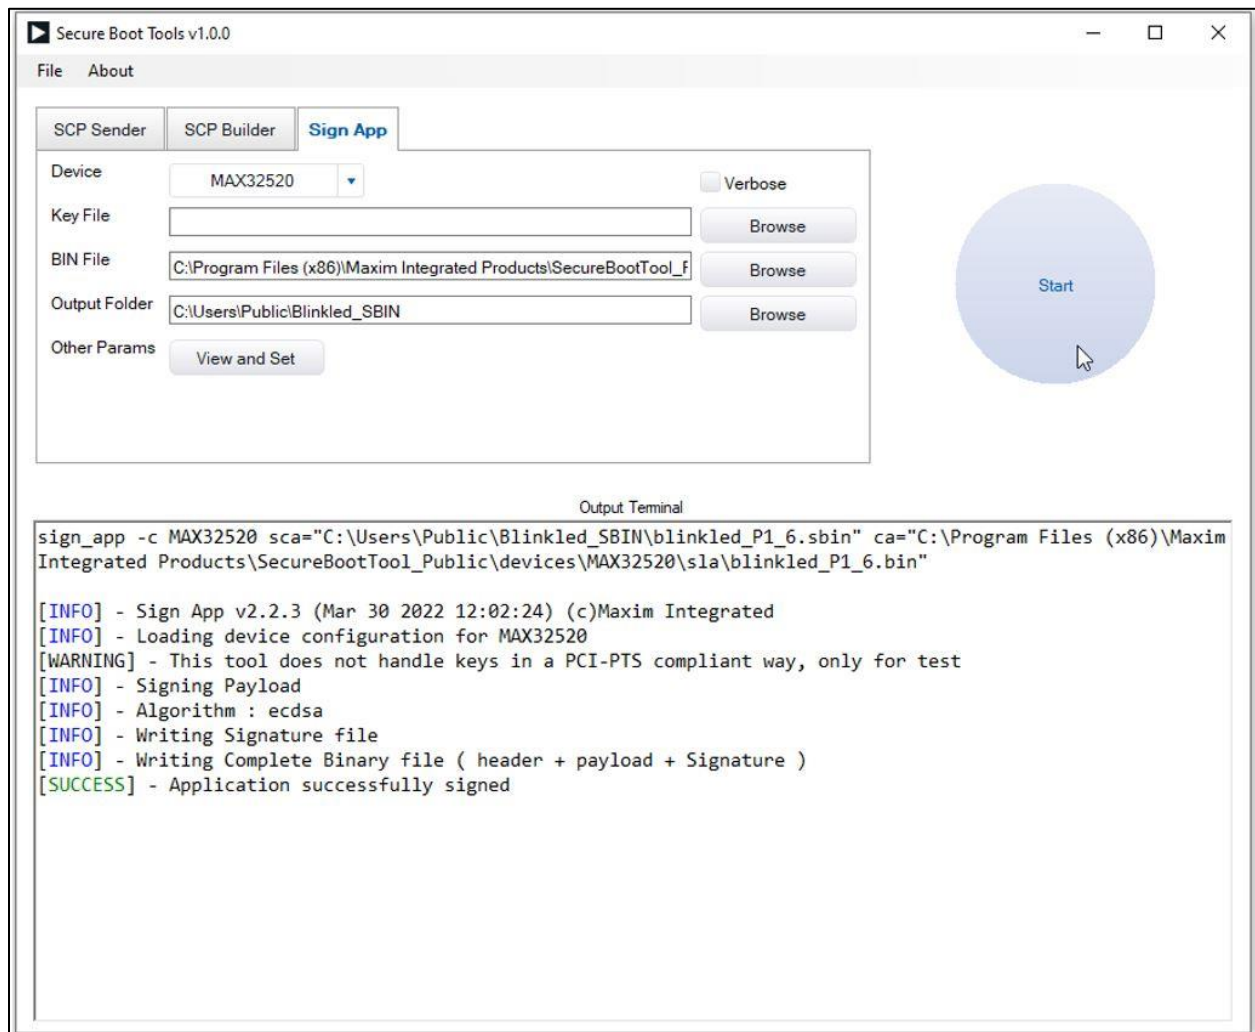 Secure Boot Tools v1.0.0
File About
SCP Sender SCP Builder Sign App
Device MAX32520 Verbose
Key File Browse
BIN File C:\Program Files (x86)\Maxim Integrated Products\SecureBootTool_F Browse
Output Folder C:\Users\Public\Blinkled_SBIN Browse
Other Params View and Set
Start
Output Terminal
sign_app -c MAX32520 sca="C:\Users\Public\Blinkled_SBIN\blinkled_P1_6.sbin" ca="C:\Program Files (x86)\Maxim
Integrated Products\SecureBootTool_Public\devices\MAX32520\sla\blinkled_P1_6.bin"
[INFO] - Sign App v2.2.3 (Mar 30 2022 12:02:24) (c)Maxim Integrated
[INFO] - Loading device configuration for MAX32520
[WARNING] - This tool does not handle keys in a PCI-PTS compliant way, only for test
[INFO] - Signing Payload
[INFO] - Algorithm : ecdsa
[INFO] - Writing Signature file
[INFO] - Writing Complete Binary file ( header + payload + Signature )
[SUCCESS] - Application successfully signed